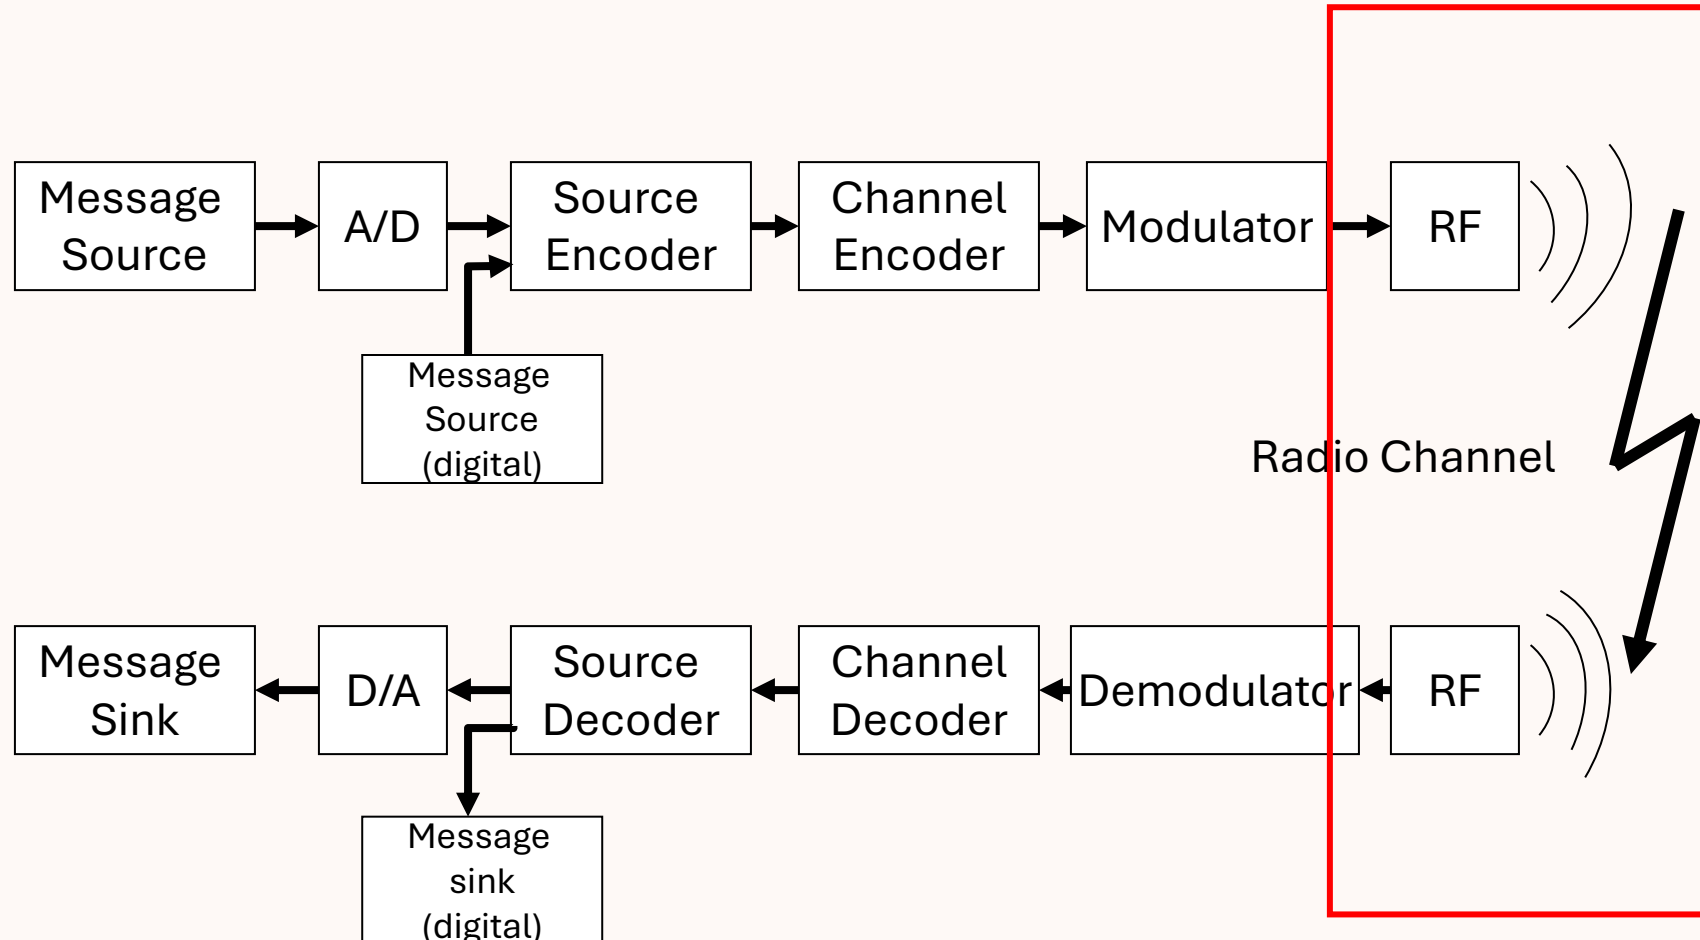 Message
Source
A/D
Source
Encoder
Channel
Encoder
Modulator
RF
Message
Source
(digital)
Radio Channel
Message
Sink
D/A
Source
Decoder
Channel
Decoder
Demodulator
RF
Message
sink
(digital)